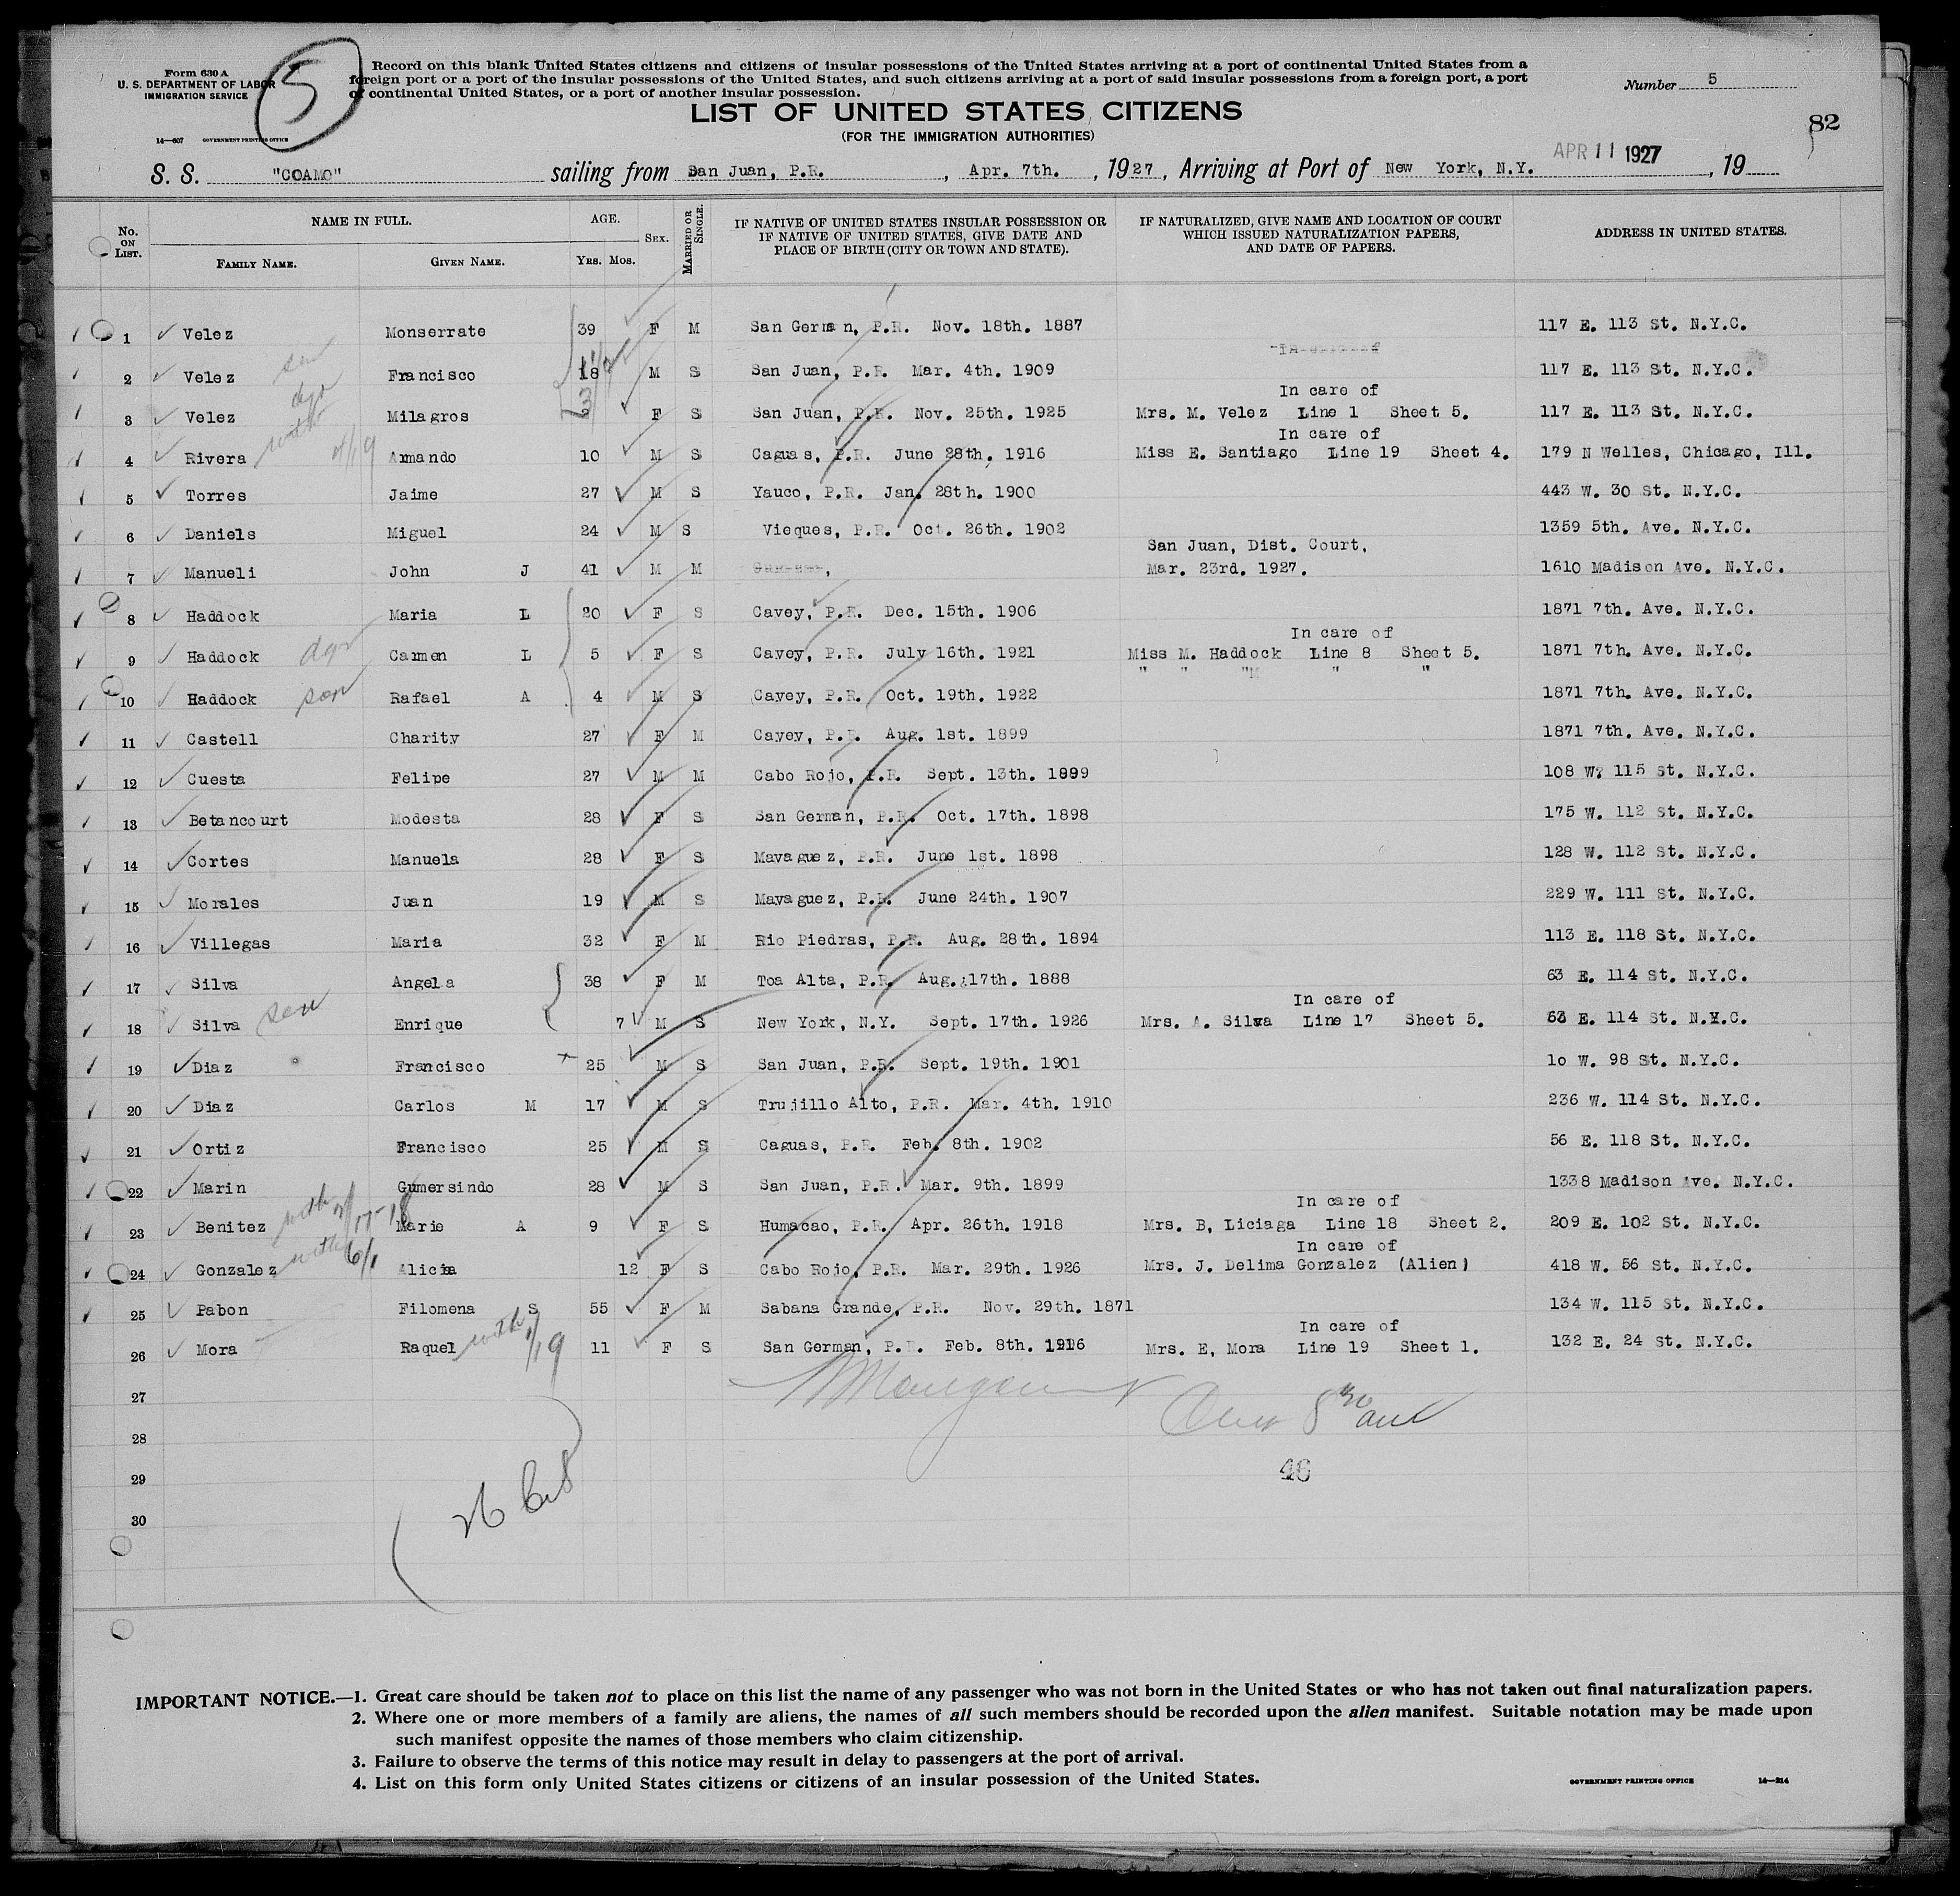 Form 630 A
U. S. DEPARTMENT OF LABOR
IMMIGRATION SERVICE
14—607 GOVERNMENT PRINTING OFFICE
5
Record on this blank United States citizens and citizens of insular possessions of the United States arriving at a port of continental United States from a
foreign port or a port of the insular possessions of the United States, and such citizens arriving at a port of said insular possessions from a foreign port, a port
of continental United States, or a port of another insular possession.
Number 5
LIST OF UNITED STATES CITIZENS
(FOR THE IMMIGRATION AUTHORITIES)
82
S. S. "COAMO" sailing from San Juan, P.R. , Apr. 7th. , 1927 , Arriving at Port of New York, N.Y. APR 11 1927 , 19
No. ON LIST. NAME IN FULL. FAMILY NAME. GIVEN NAME. AGE. YRS. MOS. SEX. MARRIED OR SINGLE. IF NATIVE OF UNITED STATES INSULAR POSSESSION OR IF NATIVE OF UNITED STATES, GIVE DATE AND PLACE OF BIRTH (CITY OR TOWN AND STATE). IF NATURALIZED, GIVE NAME AND LOCATION OF COURT WHICH ISSUED NATURALIZATION PAPERS, AND DATE OF PAPERS. ADDRESS IN UNITED STATES.
1 Velez Monserrate 39 F M San German, P.R. Nov. 18th. 1887 117 E. 113 St. N.Y.C.
2 Velez son Francisco 18 M S San Juan, P.R. Mar. 4th. 1909 117 E. 113 St. N.Y.C.
In care of
3 Velez dgr Milagros F S San Juan, P.R. Nov. 25th. 1925 Mrs. M. Velez Line 1 Sheet 5. 117 E. 113 St. N.Y.C.
In care of
4 Rivera with 4/19 Armando 10 M S Caguas, P.R. June 28th. 1916 Miss E. Santiago Line 19 Sheet 4. 179 N Welles, Chicago, Ill.
5 Torres Jaime 27 M S Yauco, P.R. Jan. 28th. 1900 443 W. 30 St. N.Y.C.
6 Daniels Miguel 24 M S Vieques, P.R. Oct. 26th. 1902 1359 5th. Ave. N.Y.C.
San Juan, Dist. Court,
7 Manueli John J 41 M M Mar. 23rd. 1927. 1610 Madison Ave. N.Y.C.
8 Haddock Maria L 20 F S Cavey, P.R. Dec. 15th. 1906 1871 7th. Ave. N.Y.C.
In care of
9 Haddock dgr Carmen L 5 F S Cavey, P.R. July 16th. 1921 Miss M. Haddock Line 8 Sheet 5. 1871 7th. Ave. N.Y.C.
10 Haddock son Rafael A 4 M S Cavey, P.R. Oct. 19th. 1922 " " "M " " 1871 7th. Ave. N.Y.C.
11 Castell Charity 27 F M Cavey, P.R. Aug. 1st. 1899 1871 7th. Ave. N.Y.C.
12 Cuesta Felipe 27 M M Cabo Rojo, P.R. Sept. 13th. 1899 108 W? 115 St. N.Y.C.
13 Betancourt Modesta 28 F S San German, P.R. Oct. 17th. 1898 175 W. 112 St. N.Y.C.
14 Cortes Manuela 28 F S Mayaguez, P.R. June 1st. 1898 128 W. 112 St. N.Y.C.
15 Morales Juan 19 M S Mayaguez, P.R. June 24th. 1907 229 W. 111 St. N.Y.C.
16 Villegas Maria 32 F M Rio Piedras, P.R. Aug. 28th. 1894 113 E. 118 St. N.Y.C.
17 Silva Angela 38 F M Toa Alta, P.R. Aug. 17th. 1888 63 E. 114 St. N.Y.C.
In care of
18 Silva son Enrique 7 M S New York, N.Y. Sept. 17th. 1926 Mrs. A. Silva Line 17 Sheet 5. 63 E. 114 St. N.Y.C.
19 Diaz Francisco 25 M S San Juan, P.R. Sept. 19th. 1901 10 W. 98 St. N.Y.C.
20 Diaz Carlos M 17 M S Trujillo Alto, P.R. Mar. 4th. 1910 236 W. 114 St. N.Y.C.
21 Ortiz Francisco 25 M S Caguas, P.R. Feb. 8th. 1902 56 E. 118 St. N.Y.C.
22 Marin Gumersindo 28 M S San Juan, P.R. Mar. 9th. 1899 1338 Madison Ave. N.Y.C.
In care of
23 Benitez with Marie A 9 F S Humacao, P.R. Apr. 26th. 1918 Mrs. B, Liciaga Line 18 Sheet 2. 209 E. 102 St. N.Y.C.
In care of
24 Gonzalez with 6/1 Alicia 12 F S Cabo Rojo, P.R. Mar. 29th. 1926 Mrs. J. Delima Gonzalez (Alien) 418 W. 56 St. N.Y.C.
25 Pabon Filomena S 55 F M Sabana Grande, P.R. Nov. 29th. 1871 134 W. 115 St. N.Y.C.
In care of
26 Mora Raquel with 1/19 11 F S San German, P.R. Feb. 8th. 1916 Mrs. E, Mora Line 19 Sheet 1. 132 E. 24 St. N.Y.C.
27
28
29 46
30
IMPORTANT NOTICE.—1. Great care should be taken not to place on this list the name of any passenger who was not born in the United States or who has not taken out final naturalization papers.
2. Where one or more members of a family are aliens, the names of all such members should be recorded upon the alien manifest. Suitable notation may be made upon
such manifest opposite the names of those members who claim citizenship.
3. Failure to observe the terms of this notice may result in delay to passengers at the port of arrival.
4. List on this form only United States citizens or citizens of an insular possession of the United States.
GOVERNMENT PRINTING OFFICE 14—214